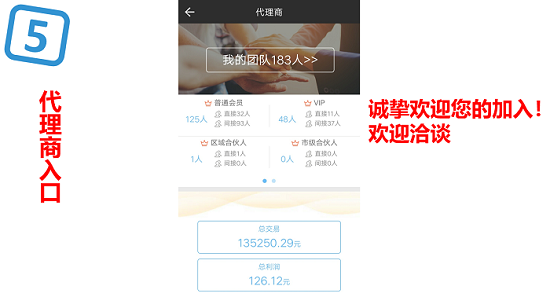 5
代理商入口
代理商
我的团队183人>>
普通会员
125人
直接32人
间接93人
VIP
48人
直接11人
间接37人
区域合伙人
1人
直接1人
间接0人
市级合伙人
0人
直接0人
间接0人
总交易
135250.29元
总利润
126.12元
诚挚欢迎您的加入！
欢迎洽谈